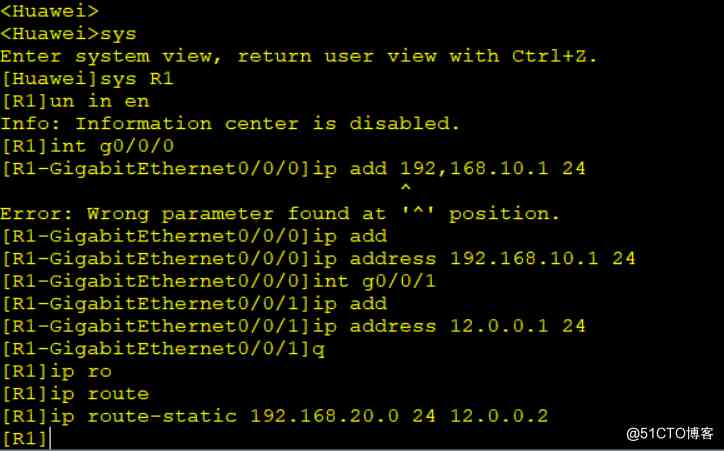 <Huawei>
<Huawei>sys
Enter system view, return user view with Ctrl+Z.
[Huawei]sys R1
[R1]un in en
Info: Information center is disabled.
[R1]int g0/0/0
[R1-GigabitEthernet0/0/0]ip add 192,168.10.1 24
^
Error: Wrong parameter found at '^' position.
[R1-GigabitEthernet0/0/0]ip add
[R1-GigabitEthernet0/0/0]ip address 192.168.10.1 24
[R1-GigabitEthernet0/0/0]int g0/0/1
[R1-GigabitEthernet0/0/1]ip add
[R1-GigabitEthernet0/0/1]ip address 12.0.0.1 24
[R1-GigabitEthernet0/0/1]q
[R1]ip ro
[R1]ip route
[R1]ip route-static 192.168.20.0 24 12.0.0.2
[R1]
@51CTO博客